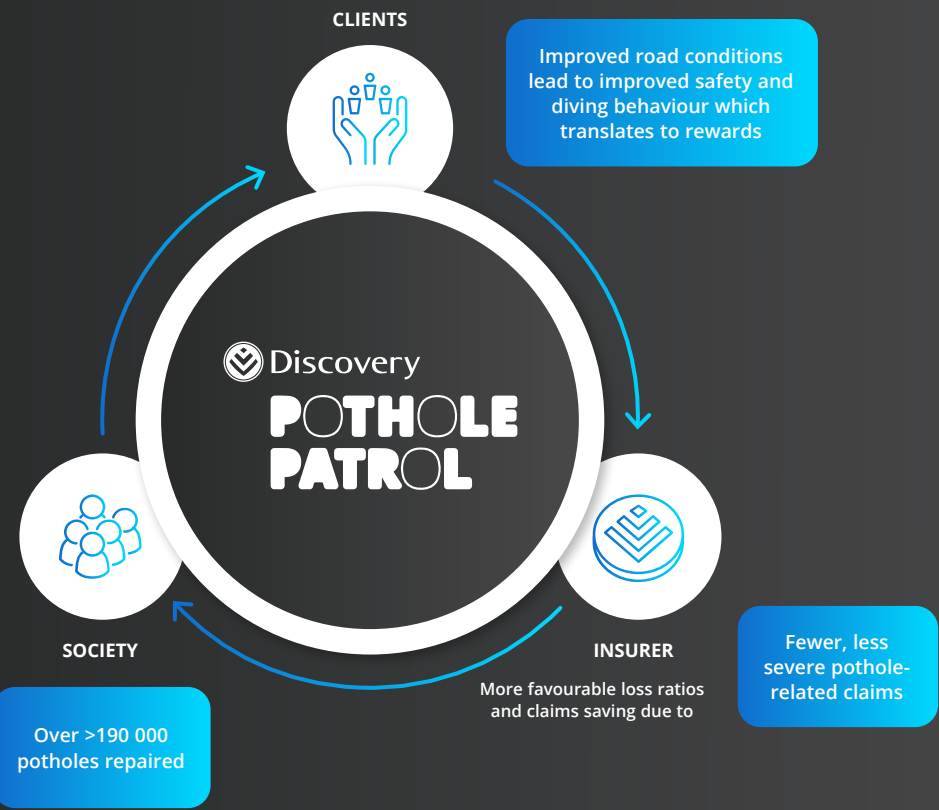 CLIENTS
Improved road conditions
lead to improved safety and
diving behaviour which
translates to rewards
Discovery
POTHOLE
PATROL
SOCIETY
Over >190 000
potholes repaired
INSURER
More favourable loss ratios
and claims saving due to
Fewer, less
severe pothole-
related claims